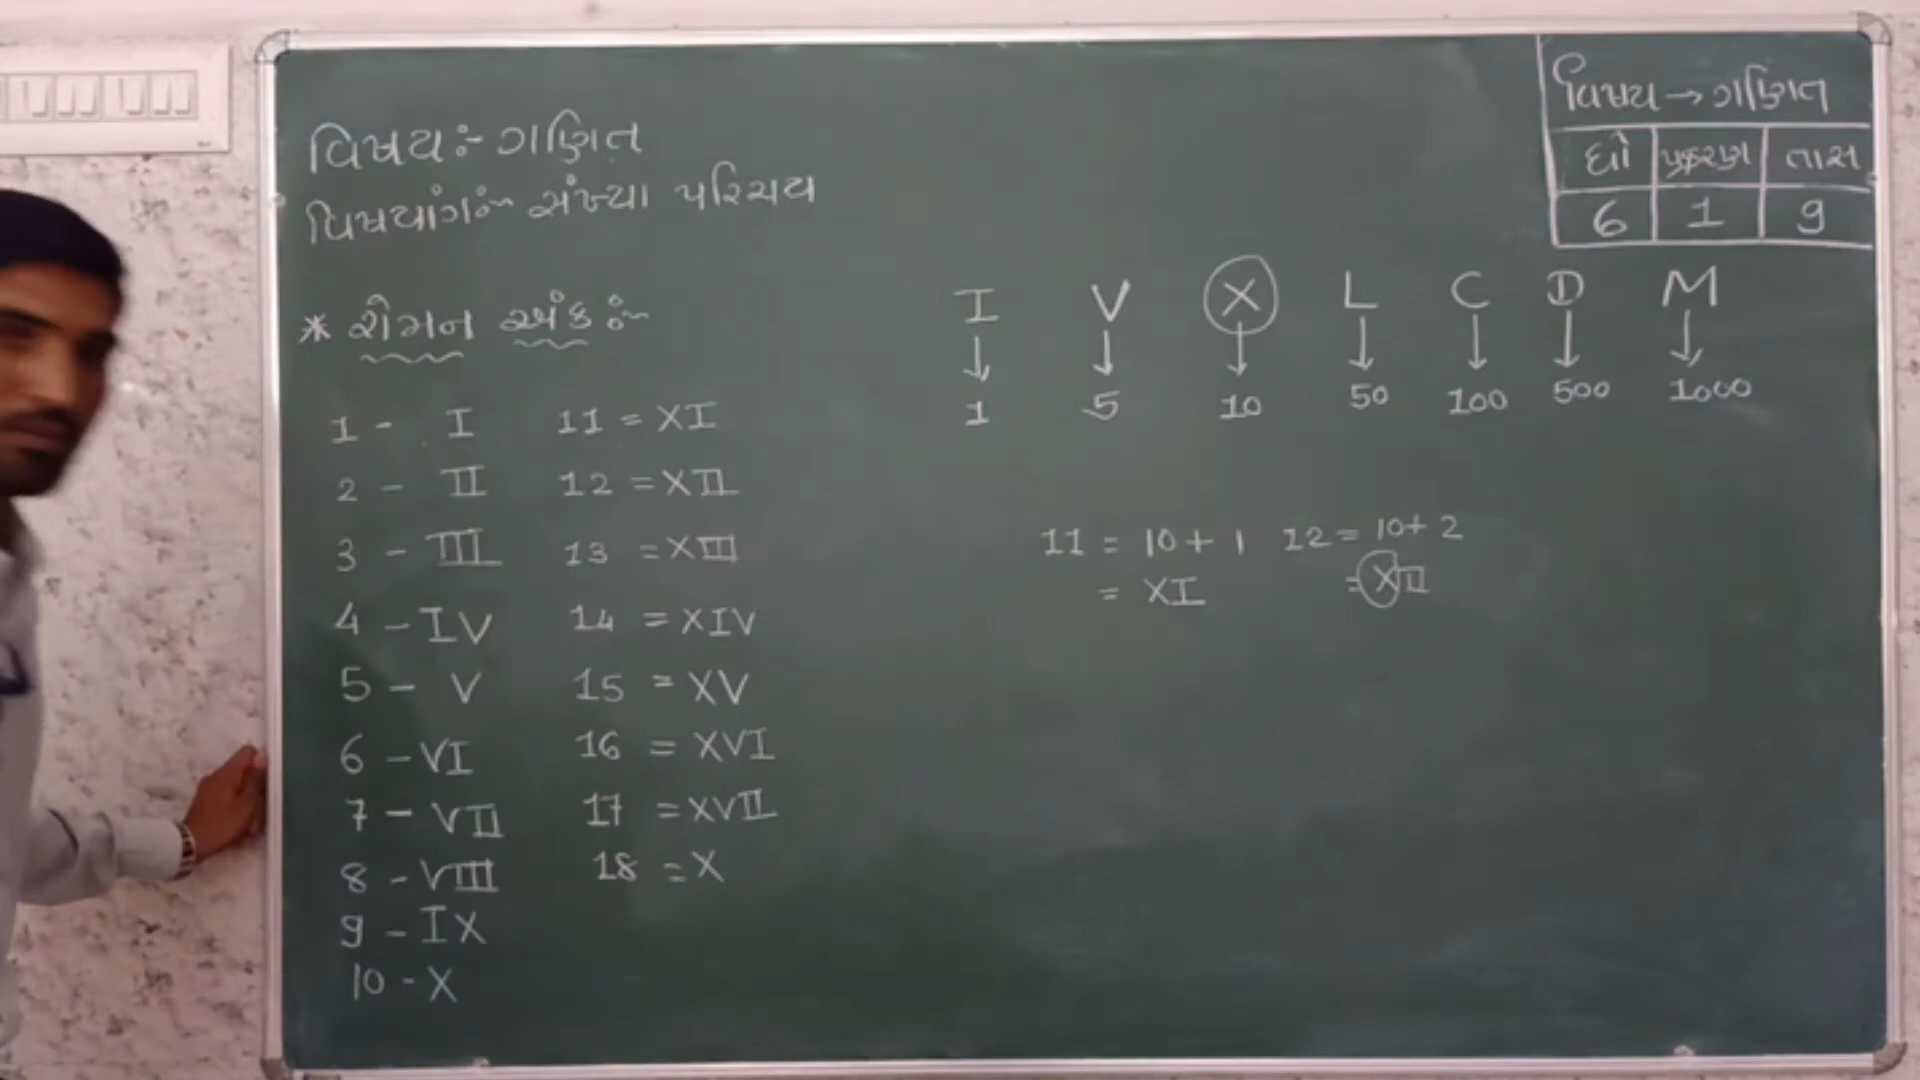 વિષય:- ગણિત
વિષયાંગ:- સંખ્યા પરિચય
* રોમન અંક :-
1 - I
2 - II
3 - III
4 - IV
5 - V
6 - VI
7 - VII
8 - VIII
9 - IX
10 - X
11 = XI
12 = XII
13 = XIII
14 = XIV
15 = XV
16 = XVI
17 = XVII
18 = X
વિષય → ગણિત
ધો પ્રકરણ તાસ
6 1 9
I V X L C D M
↓ ↓ ↓ ↓ ↓ ↓ ↓
1 5 10 50 100 500 1000
11 = 10 + 1 12 = 10 + 2
= XI = XII